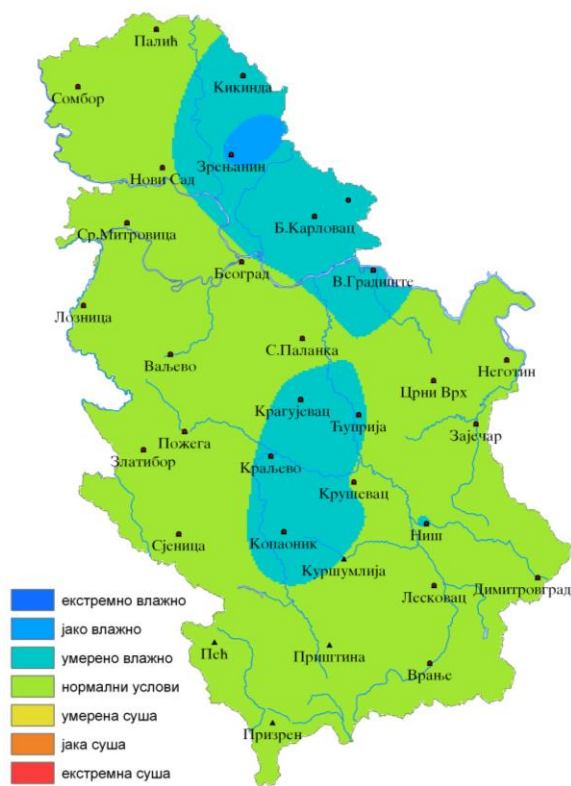 Палић
Кикинда
Сомбор
Зрењанин
Нови Сад
Б.Карловац
Ср.Митровица
Београд
В.Градиште
Лозница
С.Паланка
Ваљево
Неготин
Црни Врх
Крагујевац
Ћуприја
Зајечар
Пожега
Златибор
Краљево
Крушевац
Сјеница
Копаоник
Ниш
Куршумлија
Лесковац
Димитровград
Пећ
Приштина
Врање
Призрен
екстремно влажно
јако влажно
умерено влажно
нормални услови
умерена суша
јака суша
екстремна суша